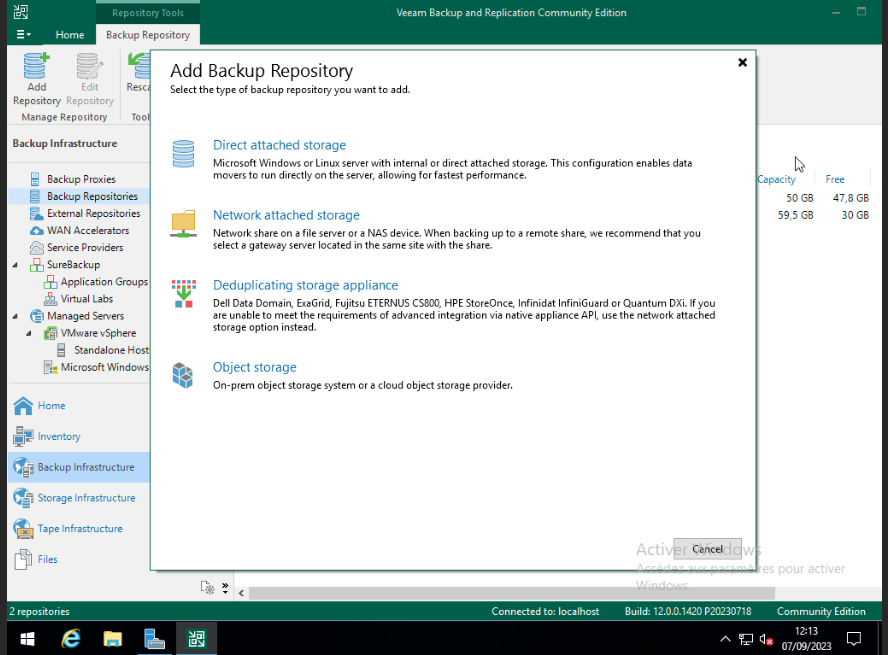 Repository Tools
Veeam Backup and Replication Community Edition
Home
Backup Repository
Add
Repository
Edit
Repository
Resca
Manage Repository
Tool
Backup Infrastructure
Backup Proxies
Backup Repositories
External Repositories
WAN Accelerators
Service Providers
SureBackup
Application Groups
Virtual Labs
Managed Servers
VMware vSphere
Standalone Host
Microsoft Windows
Home
Inventory
Backup Infrastructure
Storage Infrastructure
Tape Infrastructure
Files
Add Backup Repository
Select the type of backup repository you want to add.
Direct attached storage
Microsoft Windows or Linux server with internal or direct attached storage. This configuration enables data
movers to run directly on the server, allowing for fastest performance.
Network attached storage
Network share on a file server or a NAS device. When backing up to a remote share, we recommend that you
select a gateway server located in the same site with the share.
Deduplicating storage appliance
Dell Data Domain, ExaGrid, Fujitsu ETERNUS CS800, HPE StoreOnce, Infinidat InfiniGuard or Quantum DXi. If you
are unable to meet the requirements of advanced integration via native appliance API, use the network attached
storage option instead.
Object storage
On-prem object storage system or a cloud object storage provider.
Cancel
Capacity Free
50 GB 47,8 GB
59,5 GB 30 GB
Activer Windows
Accédez aux paramètres pour activer
Windows.
2 repositories
Connected to: localhost
Build: 12.0.0.1420 P20230718
Community Edition
12:13
07/09/2023